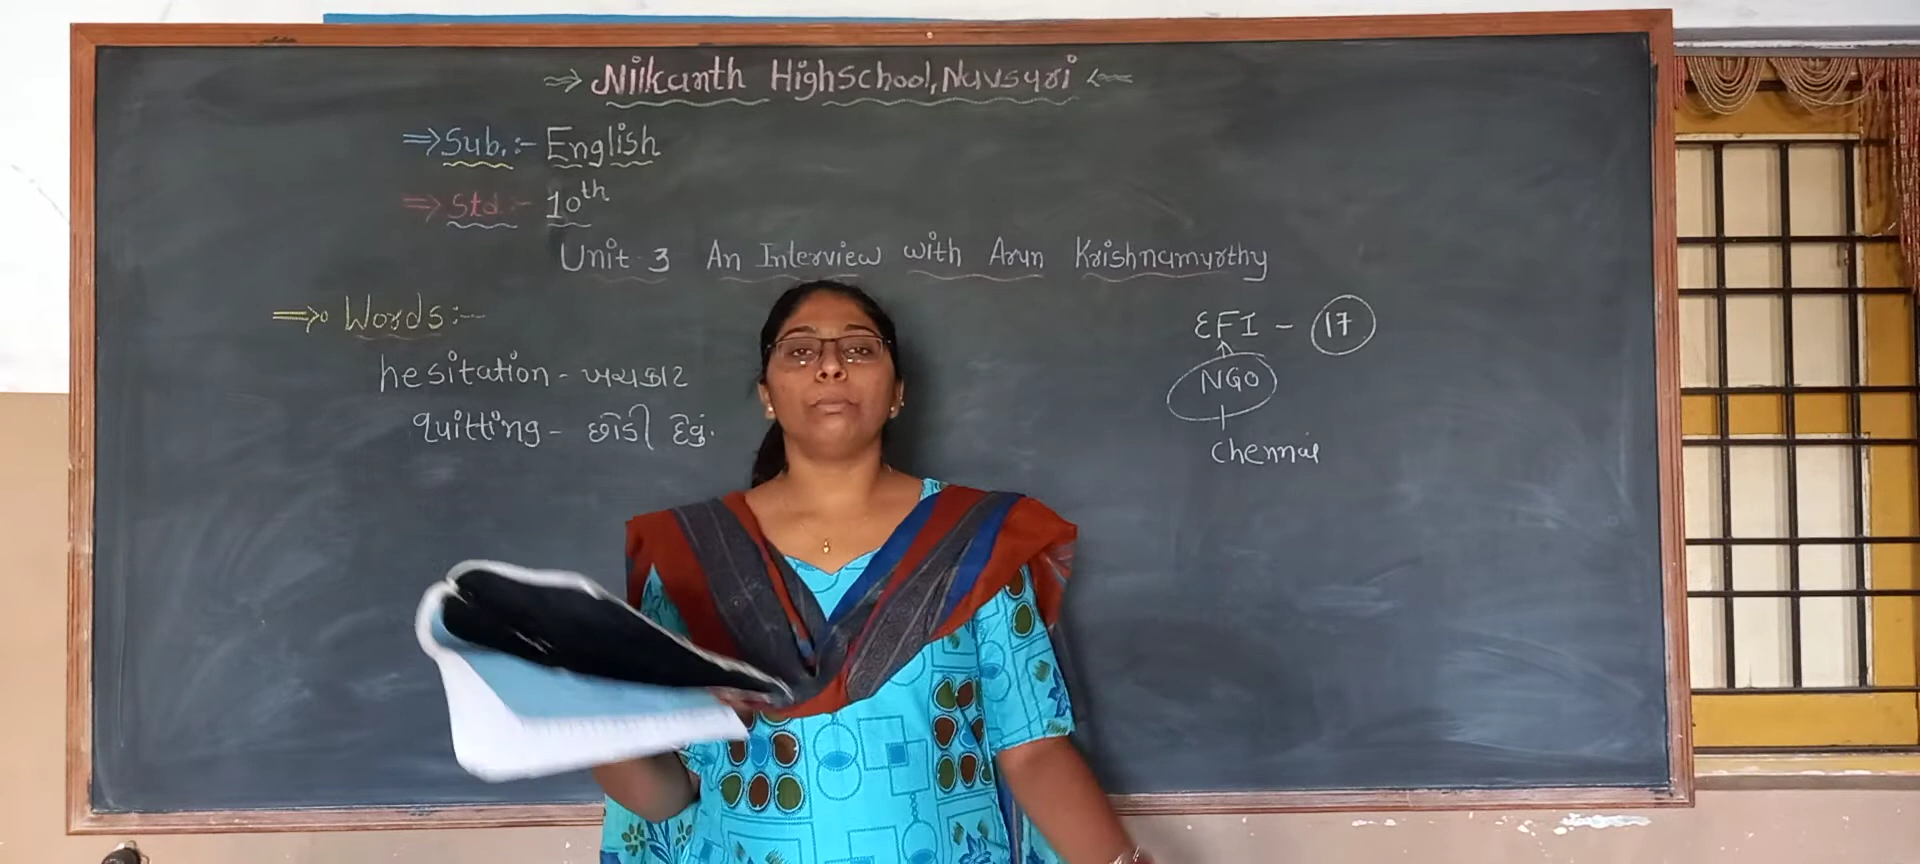 ⇒ Nilkanth HighSchool, Navsari ⇐
⇒ Sub. :- English
⇒ Std. :- 10th
Unit 3 An Interview with Arun Krishnamurthy
⇒ Words :-
hesitation - ખચકાટ
quitting - છોડી દેવું.
EFI - 17
NGO
Chennai